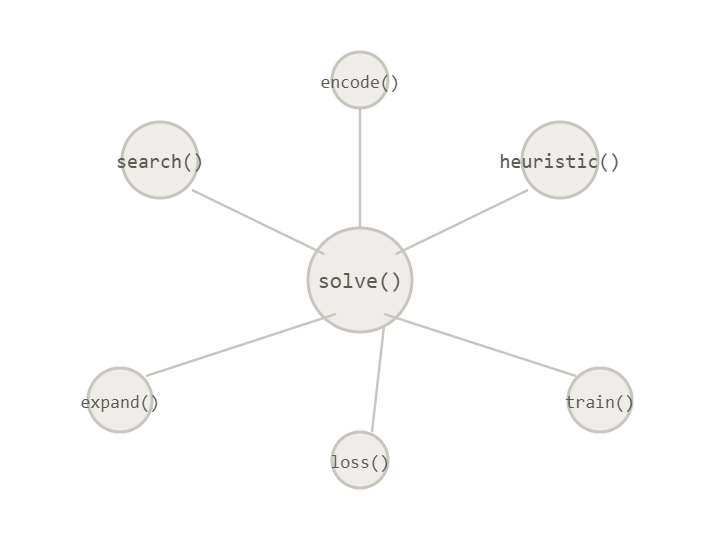 encode()
search()
heuristic()
solve()
expand()
train()
loss()